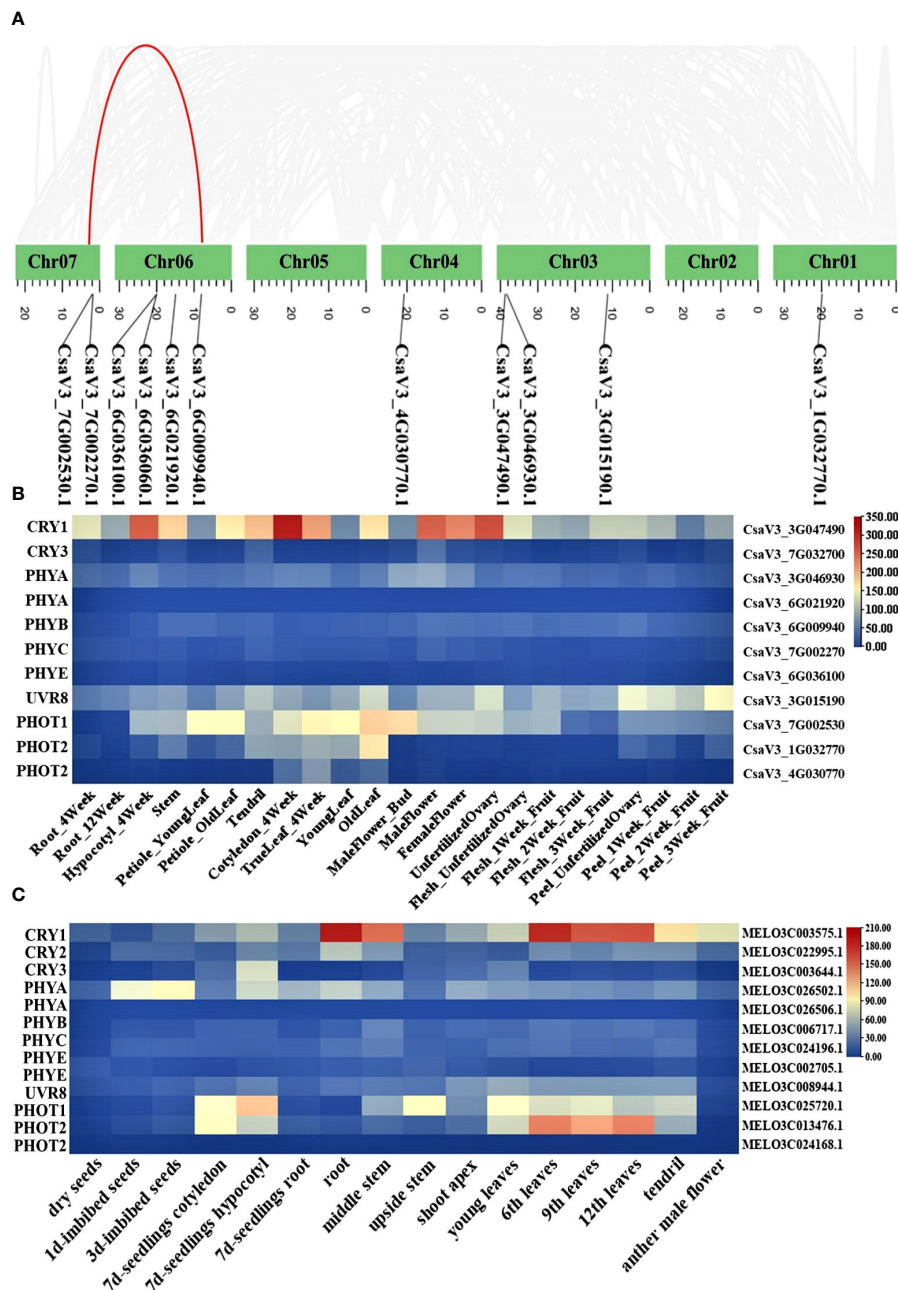 A
Chr07 Chr06 Chr05 Chr04 Chr03 Chr02 Chr01
20 10 0 30 20 10 0 30 20 10 0 20 10 0 40 30 20 10 0 20 10 0 30 20 10 0
CsaV3_7G002530.1
CsaV3_7G002270.1
CsaV3_6G036100.1
CsaV3_6G036060.1
CsaV3_6G021920.1
CsaV3_6G009940.1
CsaV3_4G030770.1
CsaV3_3G047490.1
CsaV3_3G046930.1
CsaV3_3G015190.1
CsaV3_1G032770.1
B
CRY1 CsaV3_3G047490
CRY3 CsaV3_7G032700
PHYA CsaV3_3G046930
PHYA CsaV3_6G021920
PHYB CsaV3_6G009940
PHYC CsaV3_7G002270
PHYE CsaV3_6G036100
UVR8 CsaV3_3G015190
PHOT1 CsaV3_7G002530
PHOT2 CsaV3_1G032770
PHOT2 CsaV3_4G030770
350.00
300.00
250.00
200.00
150.00
100.00
50.00
0.00
Root_4Week
Root_12Week
Hypocotyl_4Week
Stem
Petiole_YoungLeaf
Petiole_OldLeaf
Tendril
Cotyledon_4Week
TrueLeaf_4Week
YoungLeaf
OldLeaf
MaleFlower_Bud
MaleFlower
FemaleFlower
UnfertilizedOvary
Flesh_UnfertilizedOvary
Flesh_1Week_Fruit
Flesh_2Week_Fruit
Flesh_3Week_Fruit
Peel_UnfertilizedOvary
Peel_1Week_Fruit
Peel_2Week_Fruit
Peel_3Week_Fruit
C
CRY1 MELO3C003575.1
CRY2 MELO3C022995.1
CRY3 MELO3C003644.1
PHYA MELO3C026502.1
PHYA MELO3C026506.1
PHYB MELO3C006717.1
PHYC MELO3C024196.1
PHYE MELO3C002705.1
PHYE MELO3C008944.1
UVR8 MELO3C025720.1
PHOT1 MELO3C013476.1
PHOT2 MELO3C024168.1
PHOT2
210.00
180.00
150.00
120.00
90.00
60.00
30.00
0.00
dry seeds
1d-imbibed seeds
3d-imbibed seeds
7d-seedlings cotyledon
7d-seedlings hypocotyl
7d-seedlings root
root
middle stem
upside stem
shoot apex
young leaves
6th leaves
9th leaves
12th leaves
tendril
anther male flower